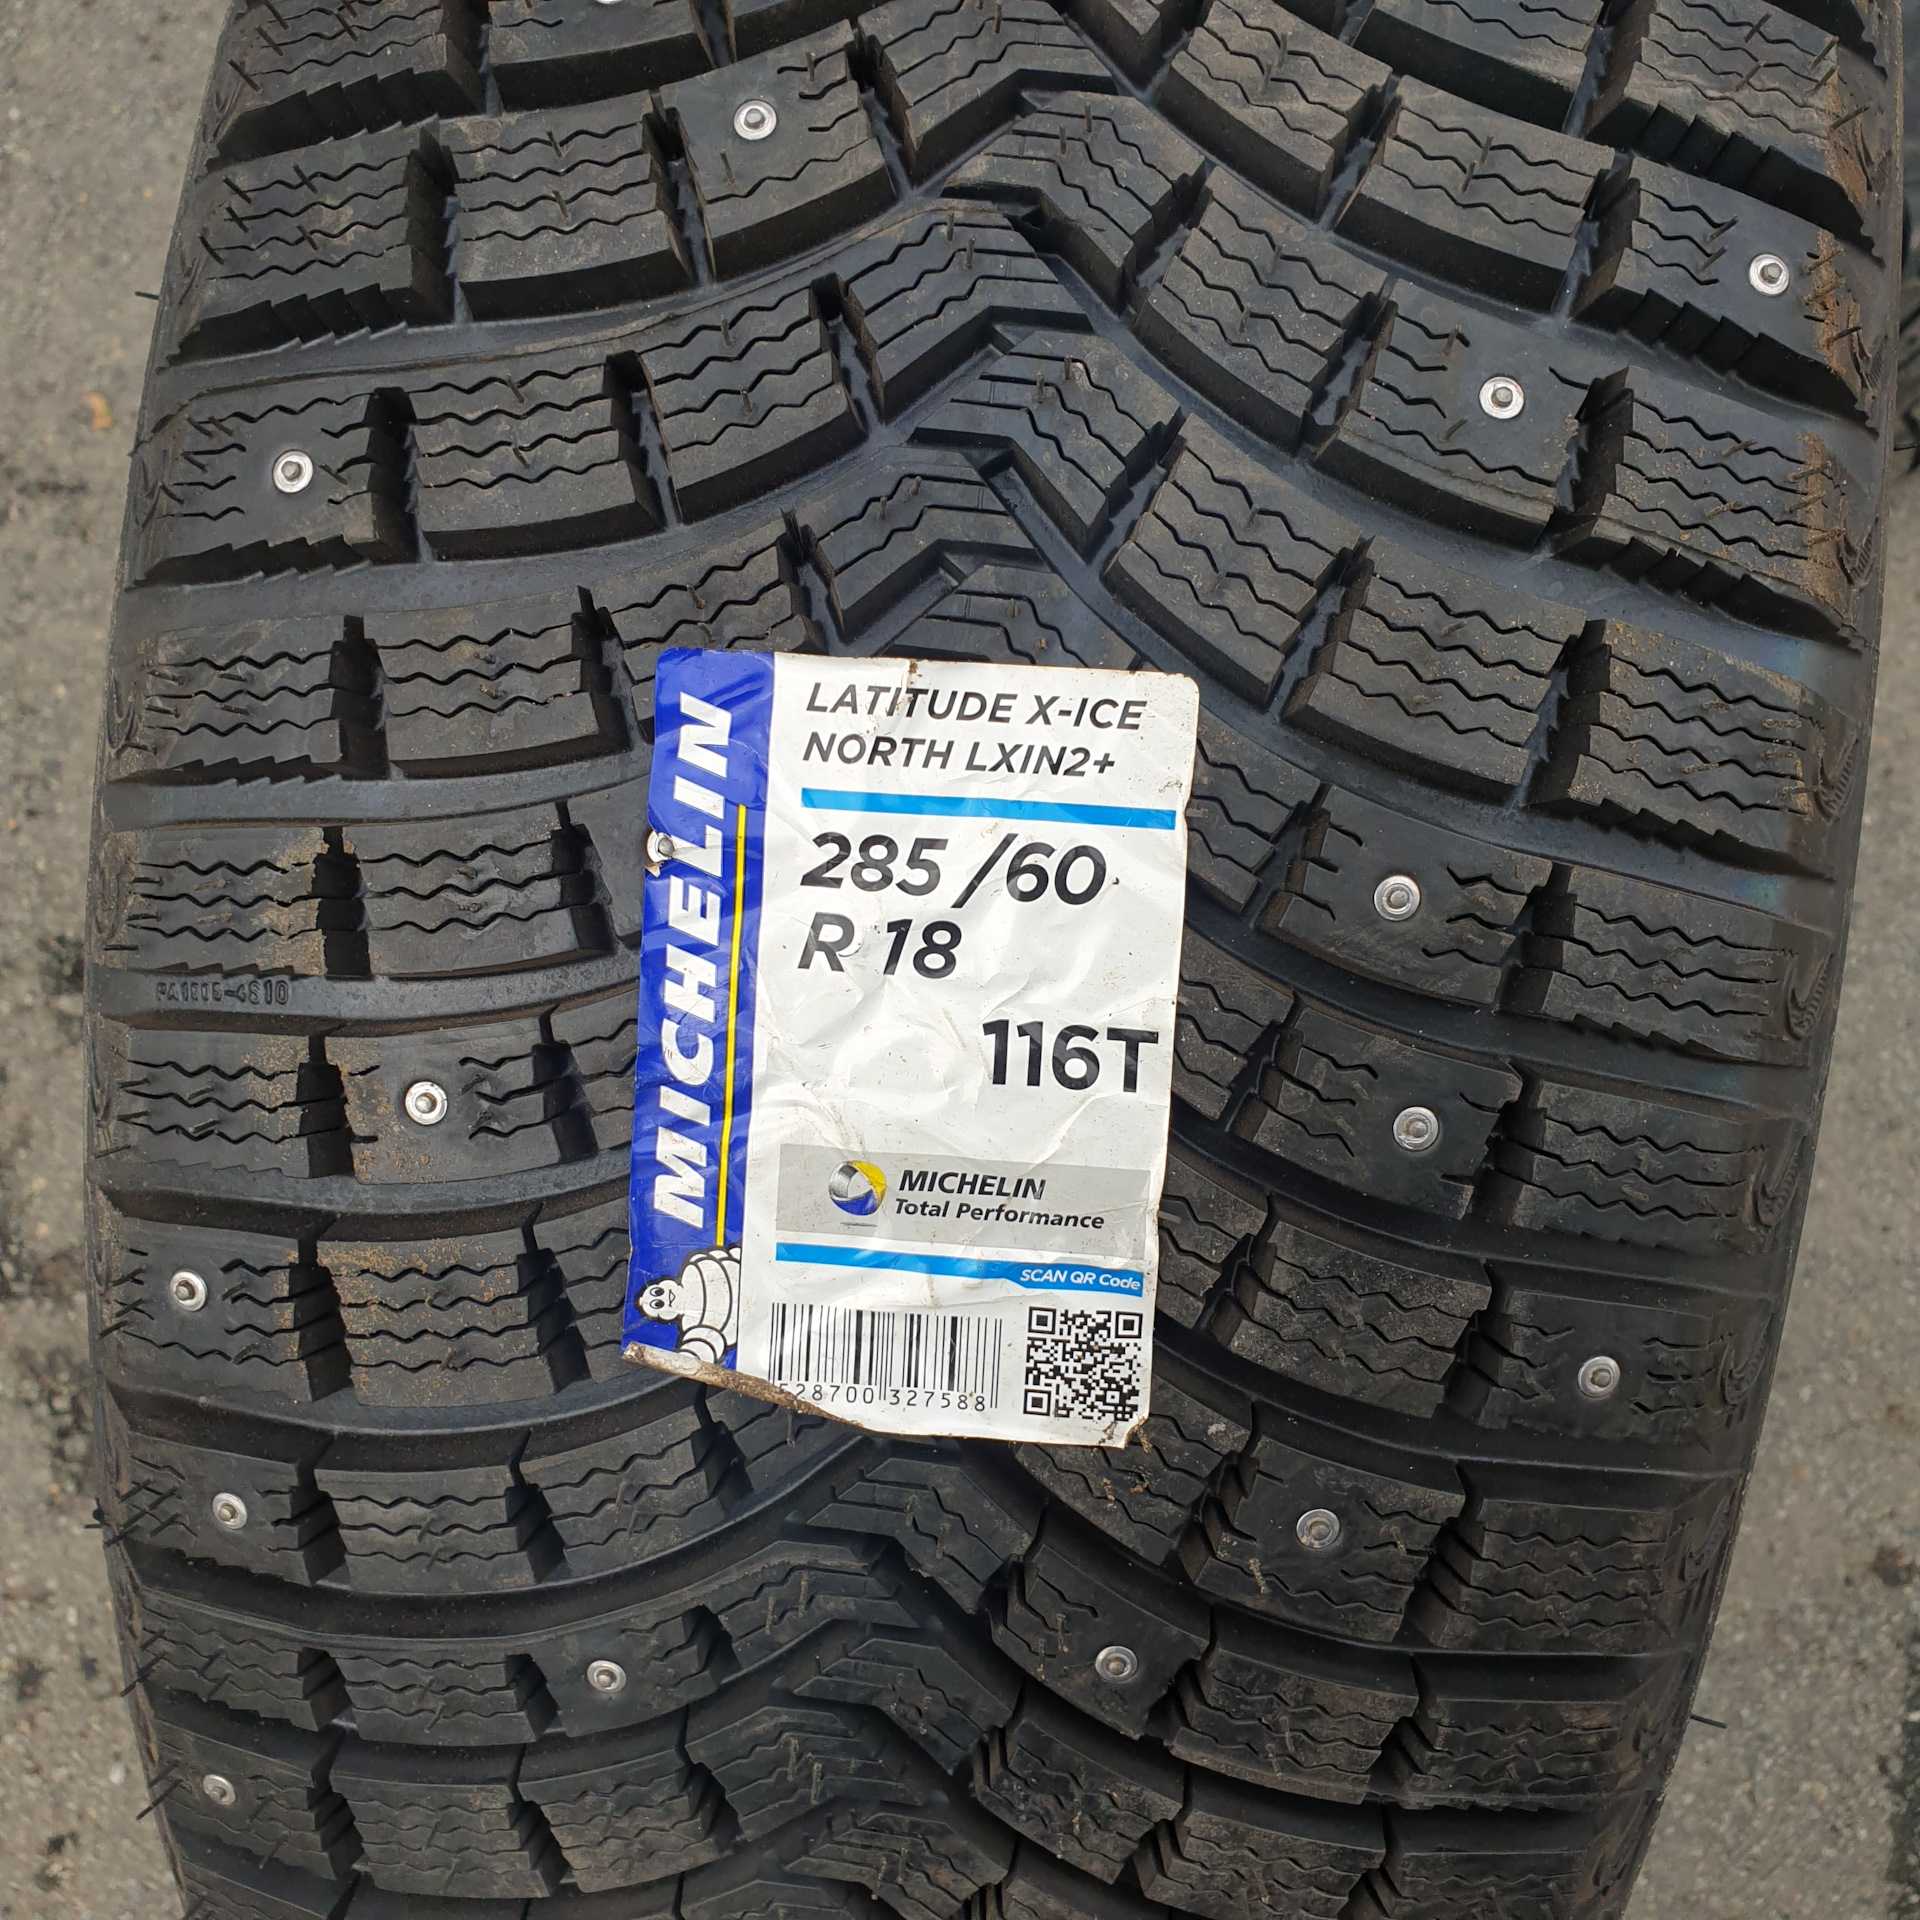 MICHELIN
LATITUDE X-ICE
NORTH LXIN2+
285 /60
R 18
116T
MICHELIN
Total Performance
SCAN QR Code
528700 327588